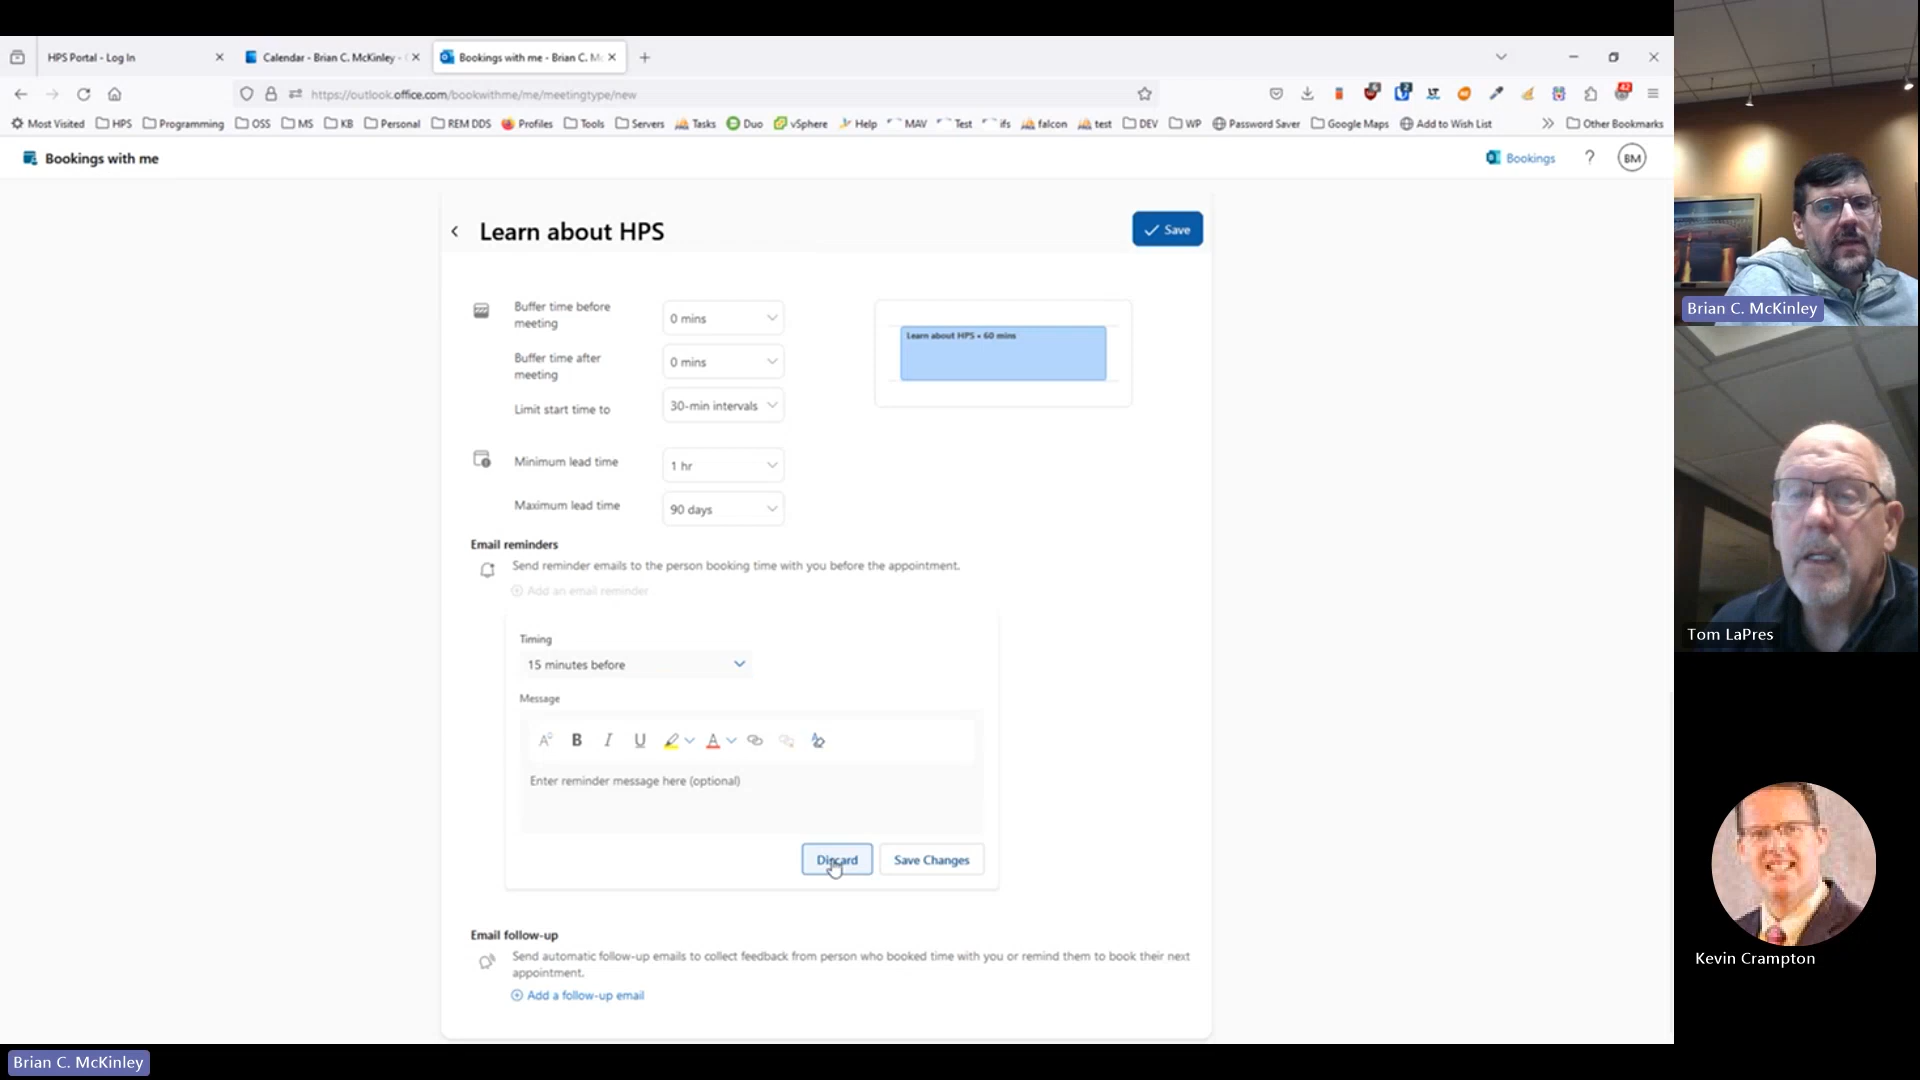 HPS Portal - Log In
Calendar - Brian C. McKinley -
Bookings with me - Brian C. Mc
https://outlook.office.com/bookwithme/me/meetingtype/new
Most Visited HPS Programming OSS MS KB Personal REM DDS Profiles Tools Servers Tasks Duo vSphere Help MAV Test ifs falcon test DEV WP Password Saver Google Maps Add to Wish List Other Bookmarks
Bookings with me
Bookings ? BM
Learn about HPS
Save
Buffer time before
meeting
0 mins
Learn about HPS • 60 mins
Buffer time after
meeting
0 mins
Limit start time to
30-min intervals
Minimum lead time
1 hr
Maximum lead time
90 days
Email reminders
Send reminder emails to the person booking time with you before the appointment.
Add an email reminder
Timing
15 minutes before
Message
B I U A
Enter reminder message here (optional)
Discard
Save Changes
Email follow-up
Send automatic follow-up emails to collect feedback from person who booked time with you or remind them to book their next
appointment.
Add a follow-up email
Brian C. McKinley
Tom LaPres
Kevin Crampton
Brian C. McKinley